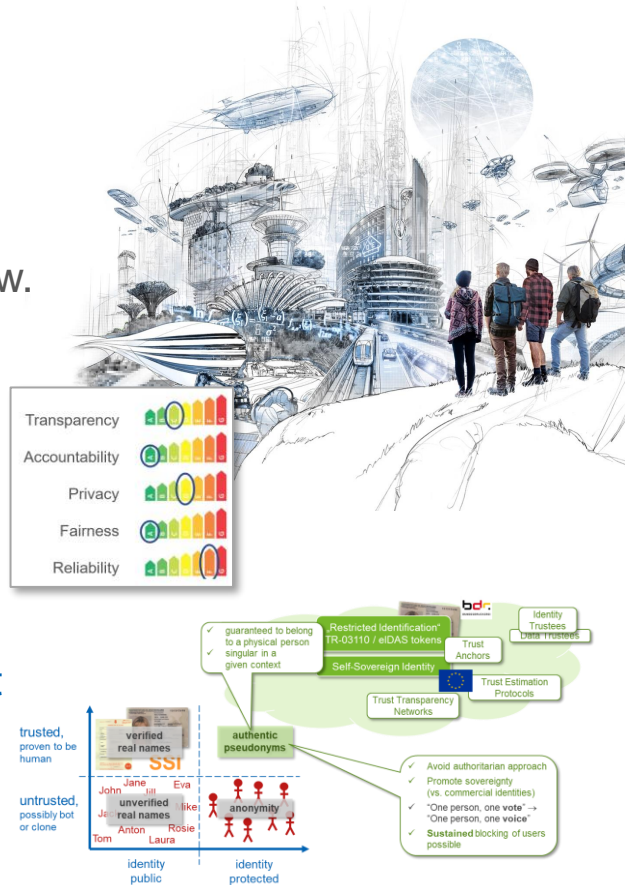 w.
Transparency
A B C D E F G
Accountability
A B C D E F G
Privacy
A B C D E F G
Fairness
A B C D E F G
Reliability
A B C D E F G
bdr.
„Restricted Identification“
TR-03110 / eIDAS tokens
Self-Sovereign Identity
Identity
Trustees
Data Trustees
Trust
Anchors
Trust Estimation
Protocols
Trust Transparency
Networks
✓ guaranteed to belong
to a physical person
✓ singular in a
given context
t
trusted,
proven to be
human
verified
real names
SSI
authentic
pseudonyms
untrusted,
possibly bot
or clone
Jane
John
Jill
Eva
unverified
real names
Mike
Anton
Rosie
Tom
Laura
anonymity
identity
public
identity
protected
✓ Avoid authoritarian approach
✓ Promote sovereignty
(vs. commercial identities)
✓ “One person, one vote” →
“One person, one voice”
✓ Sustained blocking of users
possible